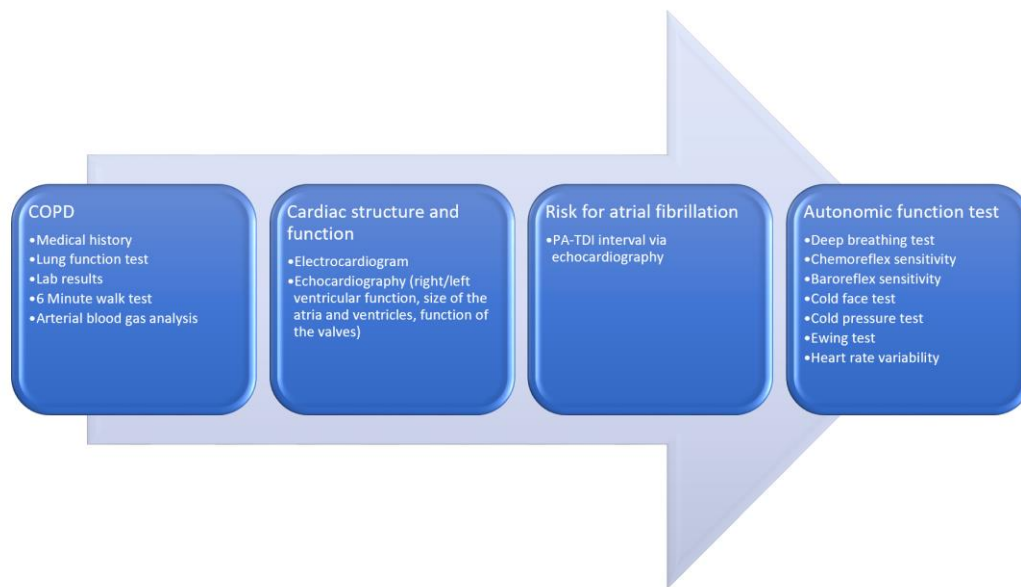 COPD
•Medical history
•Lung function test
•Lab results
•6 Minute walk test
•Arterial blood gas analysis
Cardiac structure and
function
•Electrocardiogram
•Echocardiography (right/left
ventricular function, size of the
atria and ventricles, function of
the valves)
Risk for atrial fibrillation
•PA-TDI interval via
echocardiography
Autonomic function test
•Deep breathing test
•Chemoreflex sensitivity
•Baroreflex sensitivity
•Cold face test
•Cold pressure test
•Ewing test
•Heart rate variability